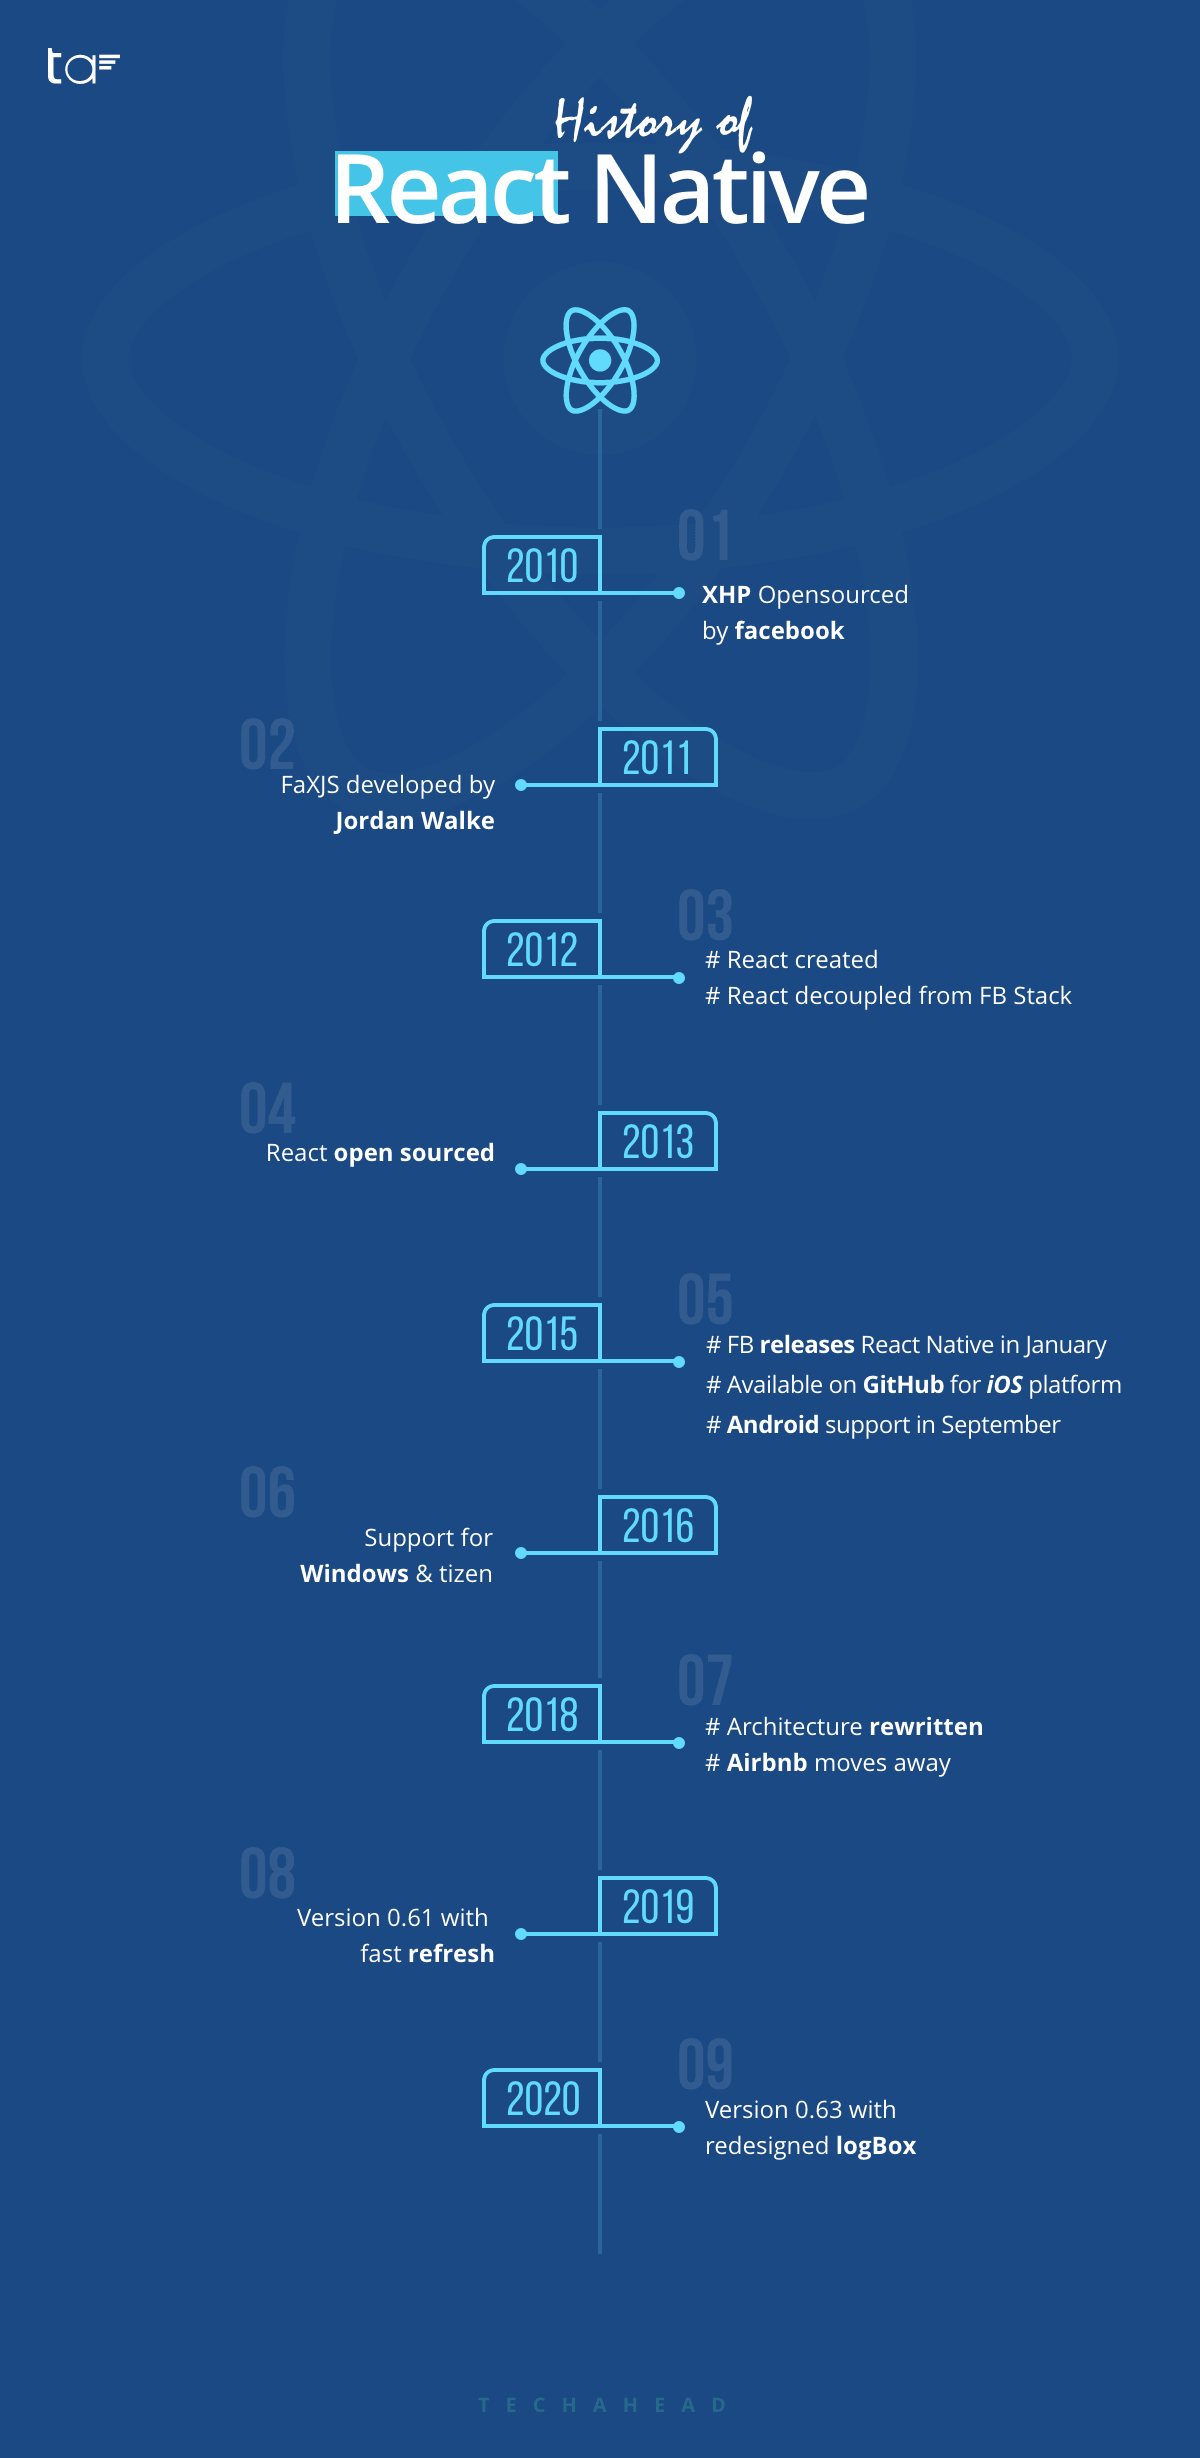 ta
History of
React Native
01
2010
XHP Opensourced
by facebook
02
2011
FaXJS developed by
Jordan Walke
03
2012
# React created
# React decoupled from FB Stack
04
2013
React open sourced
05
2015
# FB releases React Native in January
# Available on GitHub for iOS platform
# Android support in September
06
2016
Support for
Windows & tizen
07
2018
# Architecture rewritten
# Airbnb moves away
08
2019
Version 0.61 with
fast refresh
09
2020
Version 0.63 with
redesigned logBox
TECHAHEAD